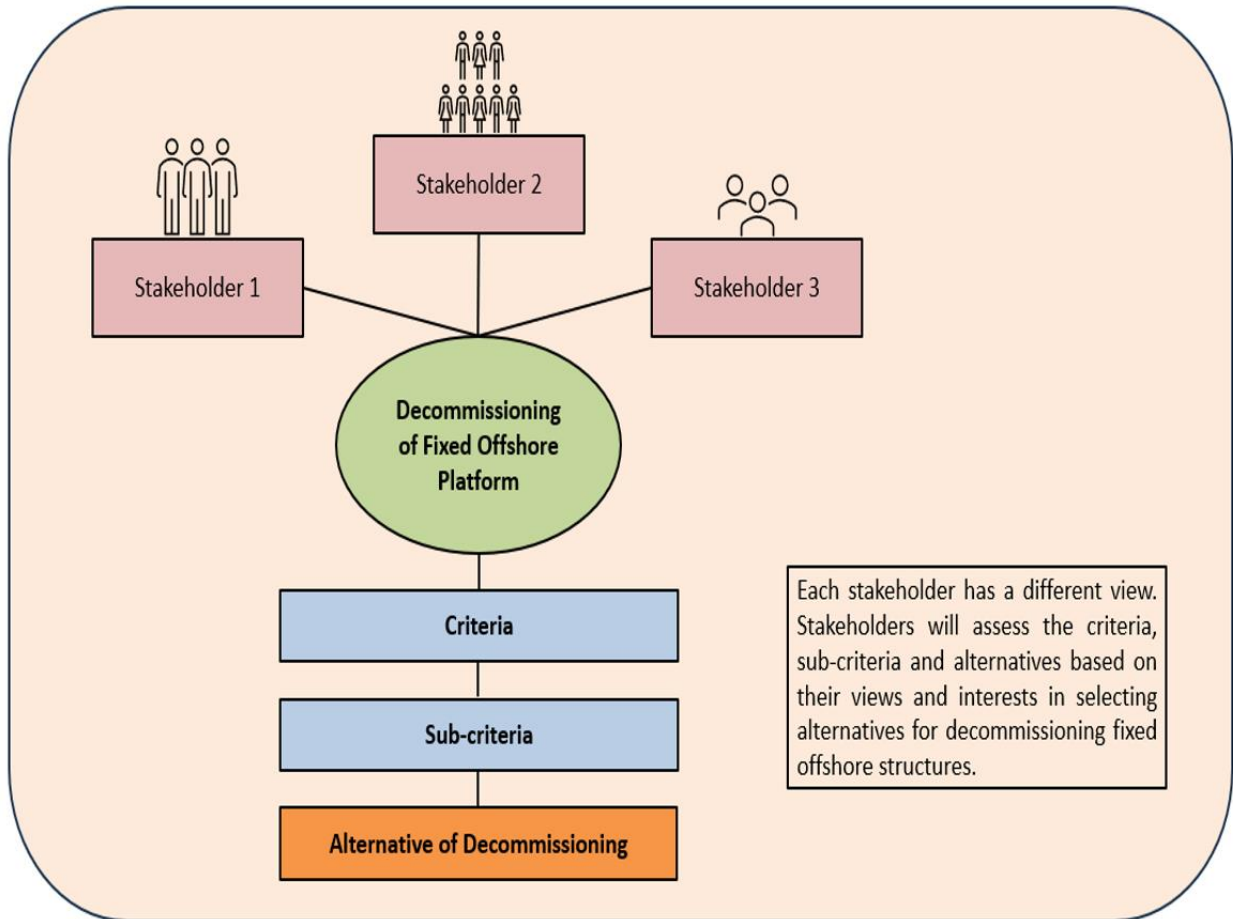 Stakeholder 2
Stakeholder 1
Stakeholder 3
Decommissioning
of Fixed Offshore
Platform
Criteria
Sub-criteria
Alternative of Decommissioning
Each stakeholder has a different view.
Stakeholders will assess the criteria,
sub-criteria and alternatives based on
their views and interests in selecting
alternatives for decommissioning fixed
offshore structures.